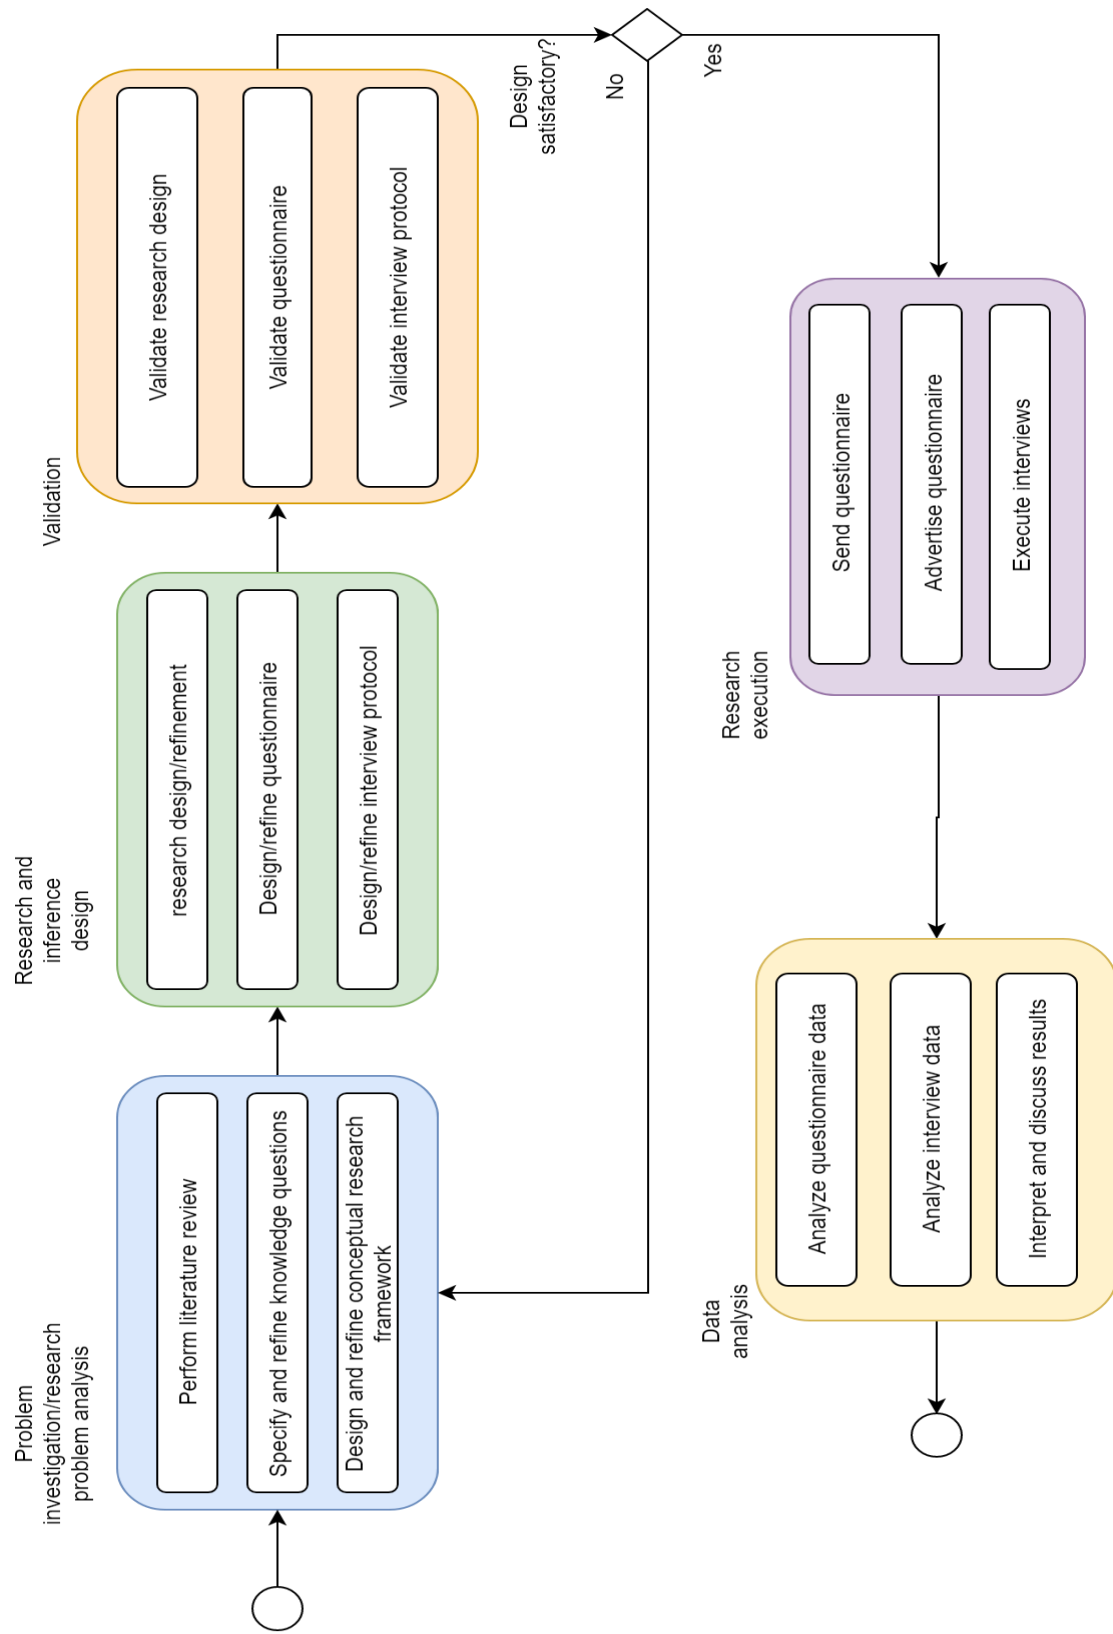 Problem
investigation/research
problem analysis
Perform literature review
Specify and refine knowledge questions
Design and refine conceptual research
framework
Research and
inference
design
research design/refinement
Design/refine questionnaire
Design/refine interview protocol
Validation
Validate research design
Validate questionnaire
Validate interview protocol
Design
satisfactory?
No
Yes
Research
execution
Send questionnaire
Advertise questionnaire
Execute interviews
Data
analysis
Analyze questionnaire data
Analyze interview data
Interpret and discuss results